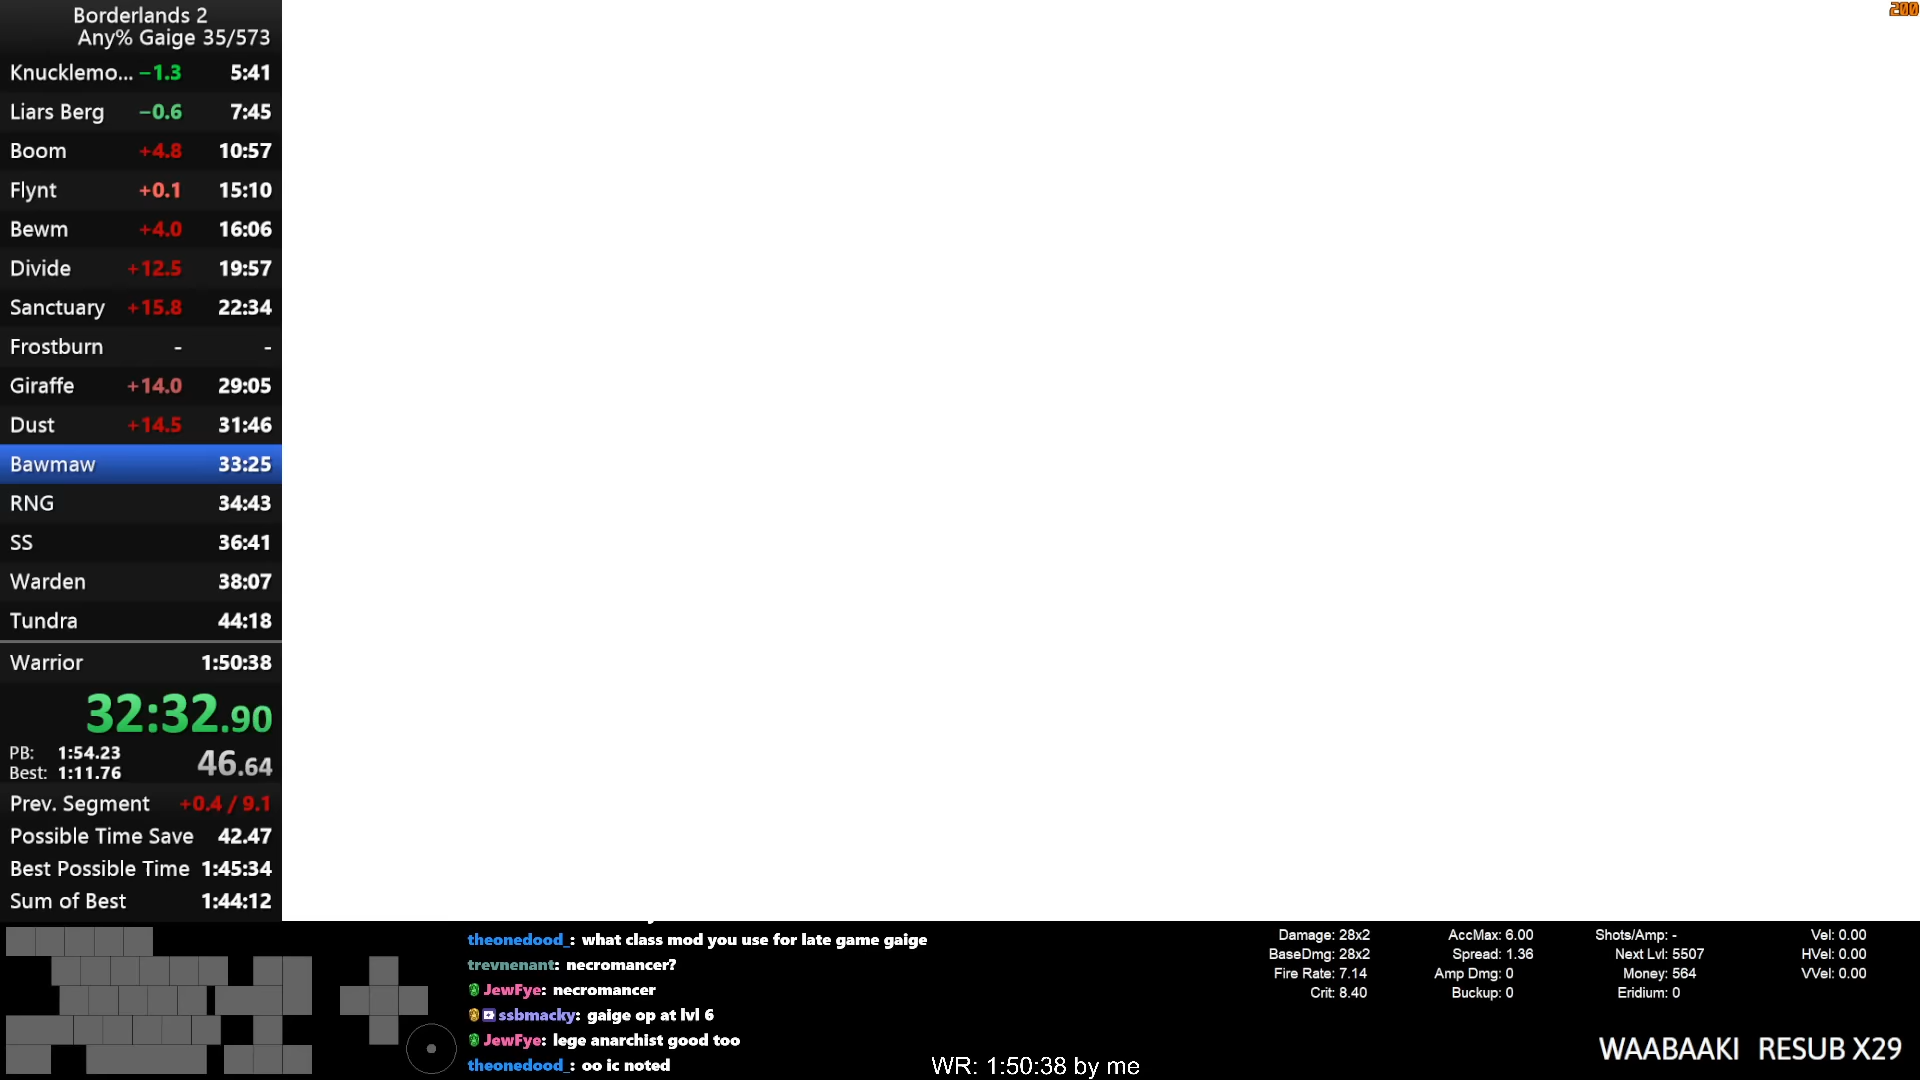 Borderlands 2
Any% Gaige 35/573
Knucklemo... −1.3 5:41
Liars Berg −0.6 7:45
Boom +4.8 10:57
Flynt +0.1 15:10
Bewm +4.0 16:06
Divide +12.5 19:57
Sanctuary +15.8 22:34
Frostburn - -
Giraffe +14.0 29:05
Dust +14.5 31:46
Bawmaw 33:25
RNG 34:43
SS 36:41
Warden 38:07
Tundra 44:18
Warrior 1:50:38
32:32.90
PB: 1:54.23
Best: 1:11.76
46.64
Prev. Segment +0.4 / 9.1
Possible Time Save 42.47
Best Possible Time 1:45:34
Sum of Best 1:44:12
200
theonedood_: what class mod you use for late game gaige
trevnenant: necromancer?
JewFye: necromancer
ssbmacky: gaige op at lvl 6
JewFye: lege anarchist good too
theonedood_: oo ic noted
WR: 1:50:38 by me
Damage: 28x2 AccMax: 6.00 Shots/Amp: - Vel: 0.00
BaseDmg: 28x2 Spread: 1.36 Next Lvl: 5507 HVel: 0.00
Fire Rate: 7.14 Amp Dmg: 0 Money: 564 VVel: 0.00
Crit: 8.40 Buckup: 0 Eridium: 0
WAABAAKI RESUB X29